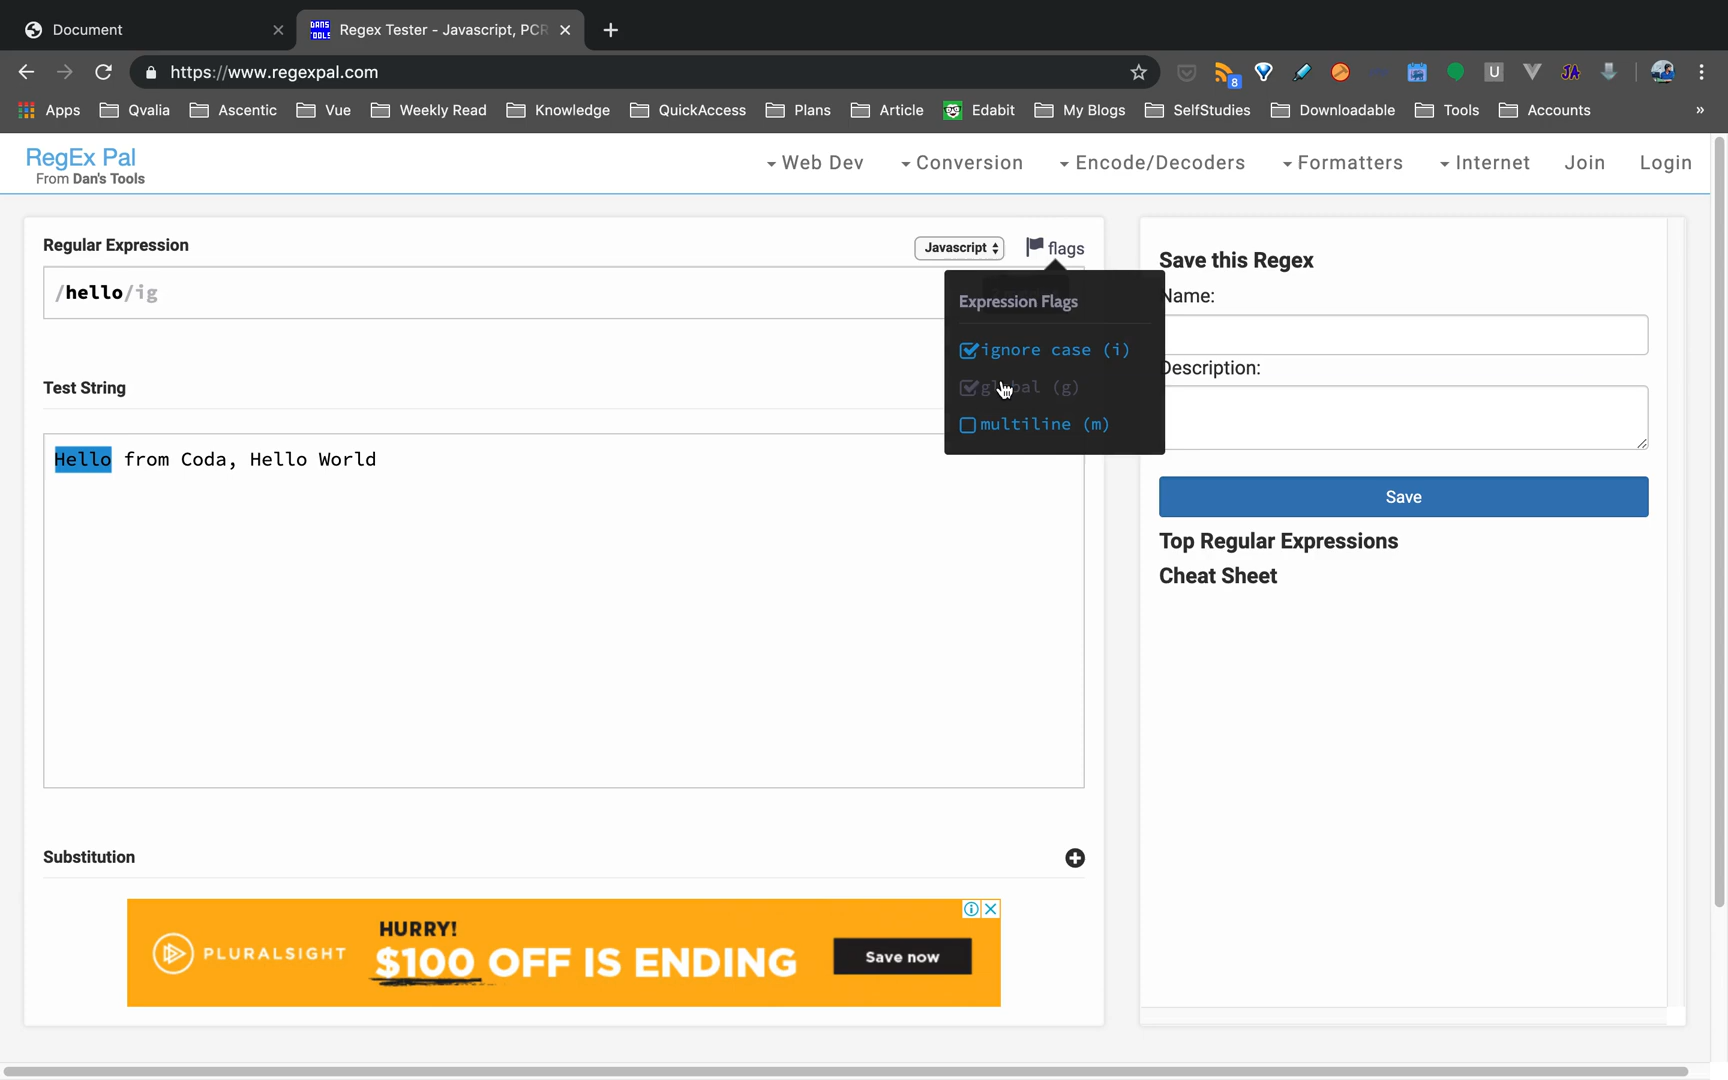 Document
Regex Tester - Javascript, PCR
https://www.regexpal.com
8
U
JA
Apps Qvalia Ascentic Vue Weekly Read Knowledge QuickAccess Plans Article Edabit My Blogs SelfStudies Downloadable Tools Accounts »
RegEx Pal
From Dan's Tools
Web Dev Conversion Encode/Decoders Formatters Internet Join Login
Regular Expression
Javascript
flags
/hello/ig
Expression Flags
ignore case (i)
global (g)
multiline (m)
Test String
Hello from Coda, Hello World
Substitution
PLURALSIGHT
HURRY!
$100 OFF IS ENDING
Save now
Save this Regex
Name:
Description:
Save
Top Regular Expressions
Cheat Sheet